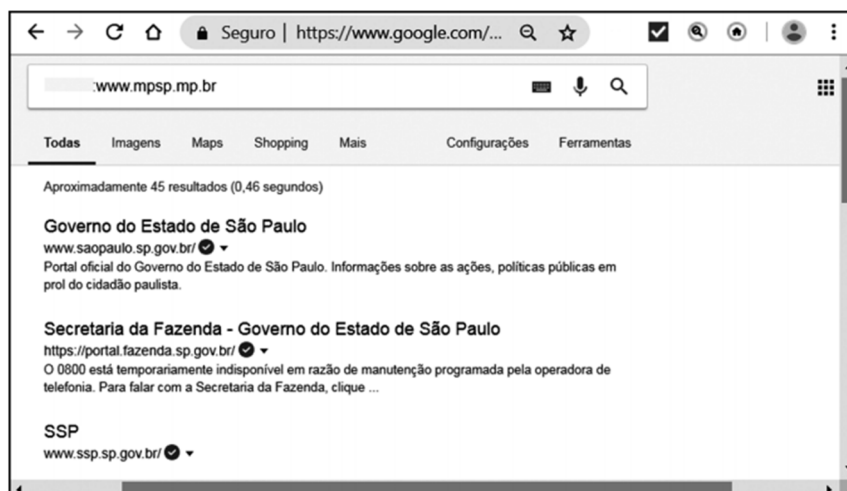 Seguro | https://www.google.com/...
:www.mpsp.mp.br
Todas Imagens Maps Shopping Mais Configurações Ferramentas
Aproximadamente 45 resultados (0,46 segundos)
Governo do Estado de São Paulo
www.saopaulo.sp.gov.br/
Portal oficial do Governo do Estado de São Paulo. Informações sobre as ações, políticas públicas em
prol do cidadão paulista.
Secretaria da Fazenda - Governo do Estado de São Paulo
https://portal.fazenda.sp.gov.br/
O 0800 está temporariamente indisponível em razão de manutenção programada pela operadora de
telefonia. Para falar com a Secretaria da Fazenda, clique ...
SSP
www.ssp.sp.gov.br/